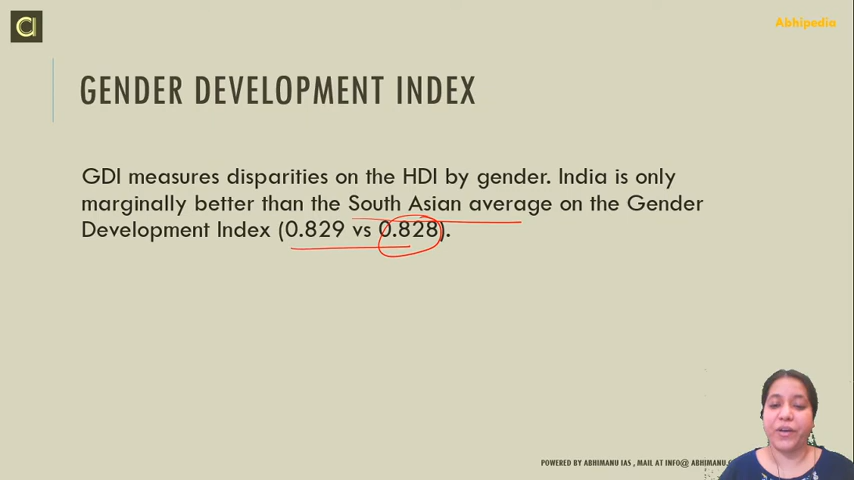 Abhipedia
GENDER DEVELOPMENT INDEX
GDI measures disparities on the HDI by gender. India is only
marginally better than the South Asian average on the Gender
Development Index (0.829 vs 0.828).
POWERED BY ABHIMANU IAS , MAIL AT INFO@ ABHIMANU.